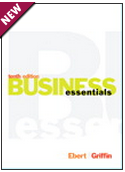 NEW
tenth edition
BUSINESS
essentials
Ebert Griffin